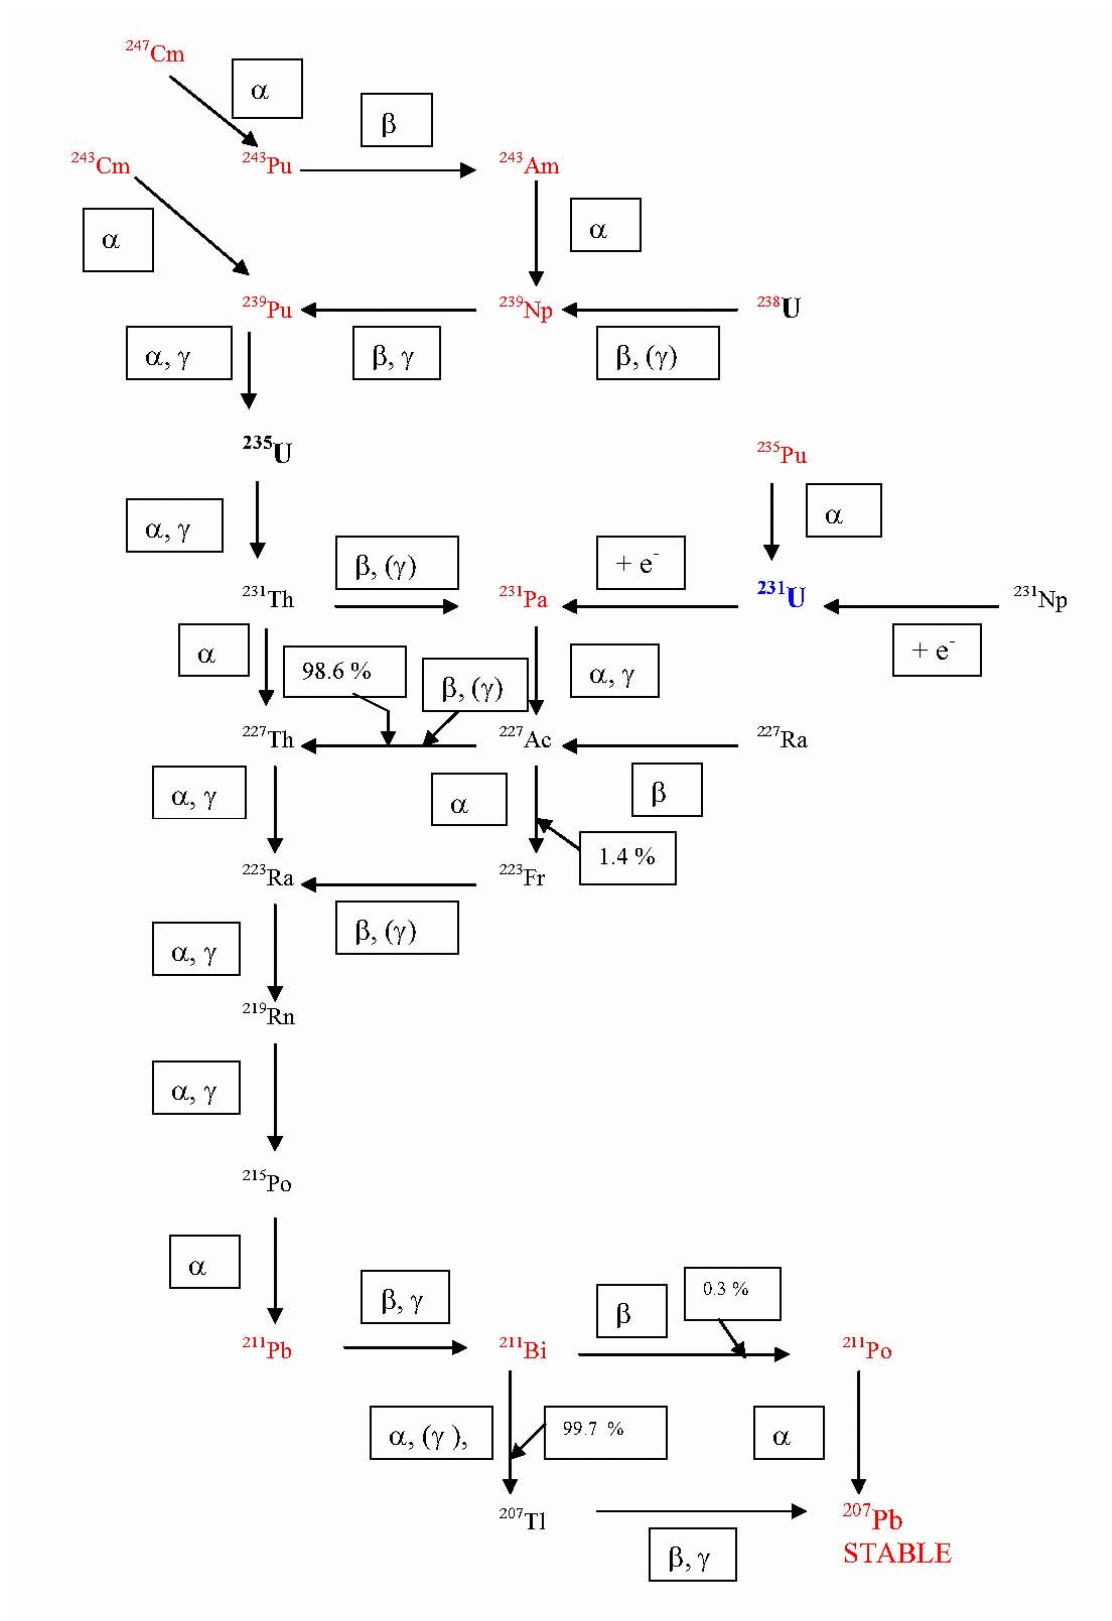 ²⁴⁷Cm
α
β
²⁴³Cm
²⁴³Pu
²⁴³Am
α
α
²³⁹Pu
²³⁹Np
²³⁸U
α, γ
β, γ
β, (γ)
²³⁵U
²³⁵Pu
α, γ
α
β, (γ)
+ e⁻
²³¹Th
²³¹Pa
²³¹U
²³¹Np
α
98.6 %
β, (γ)
α, γ
+ e⁻
²²⁷Th
²²⁷Ac
²²⁷Ra
α, γ
α
β
1.4 %
²²³Ra
²²³Fr
α, γ
β, (γ)
²¹⁹Rn
α, γ
²¹⁵Po
α
β, γ
β
0.3 %
²¹¹Pb
²¹¹Bi
²¹¹Po
α, (γ ),
99.7 %
α
²⁰⁷Tl
²⁰⁷Pb
STABLE
β, γ